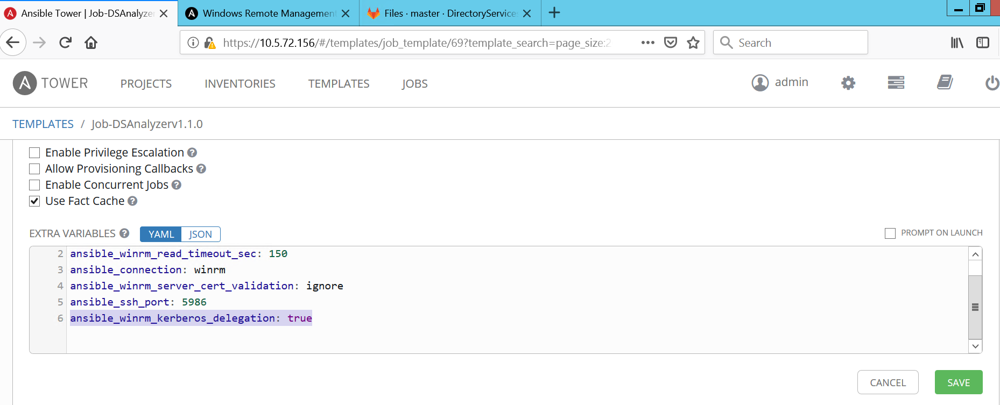 Ansible Tower | Job-DSAnalyzer
Windows Remote Management
Files · master · DirectoryService
https://10.5.72.156/#/templates/job_template/69?template_search=page_size:2
Search
TOWER
PROJECTS
INVENTORIES
TEMPLATES
JOBS
admin
TEMPLATES / Job-DSAnalyzerv1.1.0
Enable Privilege Escalation ?
Allow Provisioning Callbacks ?
Enable Concurrent Jobs ?
Use Fact Cache ?
EXTRA VARIABLES ? YAML JSON
PROMPT ON LAUNCH
2 ansible_winrm_read_timeout_sec: 150
3 ansible_connection: winrm
4 ansible_winrm_server_cert_validation: ignore
5 ansible_ssh_port: 5986
6 ansible_winrm_kerberos_delegation: true
CANCEL
SAVE